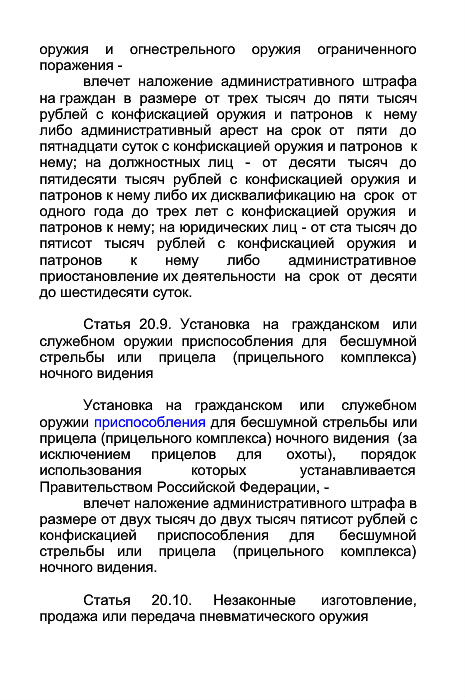 оружия и огнестрельного оружия ограниченного
поражения -
влечет наложение административного штрафа
на граждан в размере от трех тысяч до пяти тысяч
рублей с конфискацией оружия и патронов к нему
либо административный арест на срок от пяти до
пятнадцати суток с конфискацией оружия и патронов к
нему; на должностных лиц - от десяти тысяч до
пятидесяти тысяч рублей с конфискацией оружия и
патронов к нему либо их дисквалификацию на срок от
одного года до трех лет с конфискацией оружия и
патронов к нему; на юридических лиц - от ста тысяч до
пятисот тысяч рублей с конфискацией оружия и
патронов к нему либо административное
приостановление их деятельности на срок от десяти
до шестидесяти суток.
Статья 20.9. Установка на гражданском или
служебном оружии приспособления для бесшумной
стрельбы или прицела (прицельного комплекса)
ночного видения
Установка на гражданском или служебном
оружии приспособления для бесшумной стрельбы или
прицела (прицельного комплекса) ночного видения (за
исключением прицелов для охоты), порядок
использования которых устанавливается
Правительством Российской Федерации, -
влечет наложение административного штрафа в
размере от двух тысяч до двух тысяч пятисот рублей с
конфискацией приспособления для бесшумной
стрельбы или прицела (прицельного комплекса)
ночного видения.
Статья 20.10. Незаконные изготовление,
продажа или передача пневматического оружия